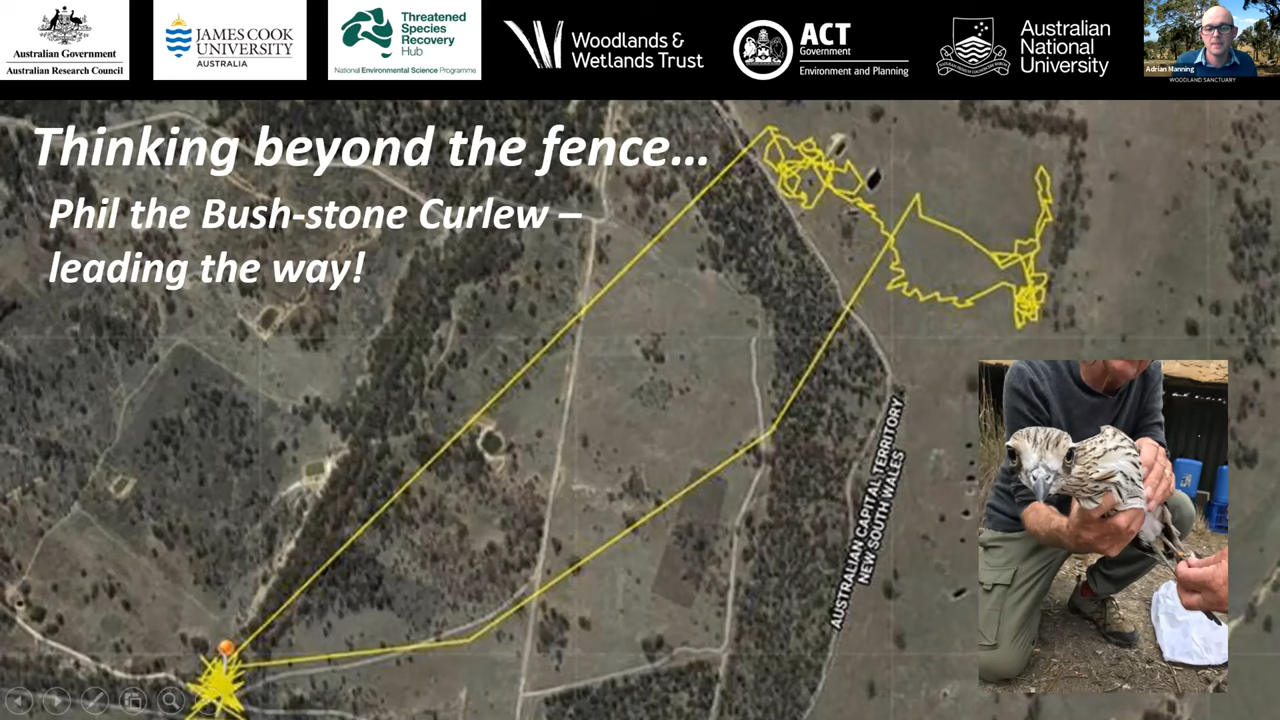 Australian Government
Australian Research Council
JAMES COOK
UNIVERSITY
AUSTRALIA
Threatened
Species
Recovery
Hub
National Environmental Science Programme
Woodlands &
Wetlands Trust
ACT
Government
Environment and Planning
Australian
National
University
Adrian Manning
WOODLAND SANCTUARY
Thinking beyond the fence...
Phil the Bush-stone Curlew –
leading the way!
AUSTRALIAN CAPITAL TERRITORY
NEW SOUTH WALES